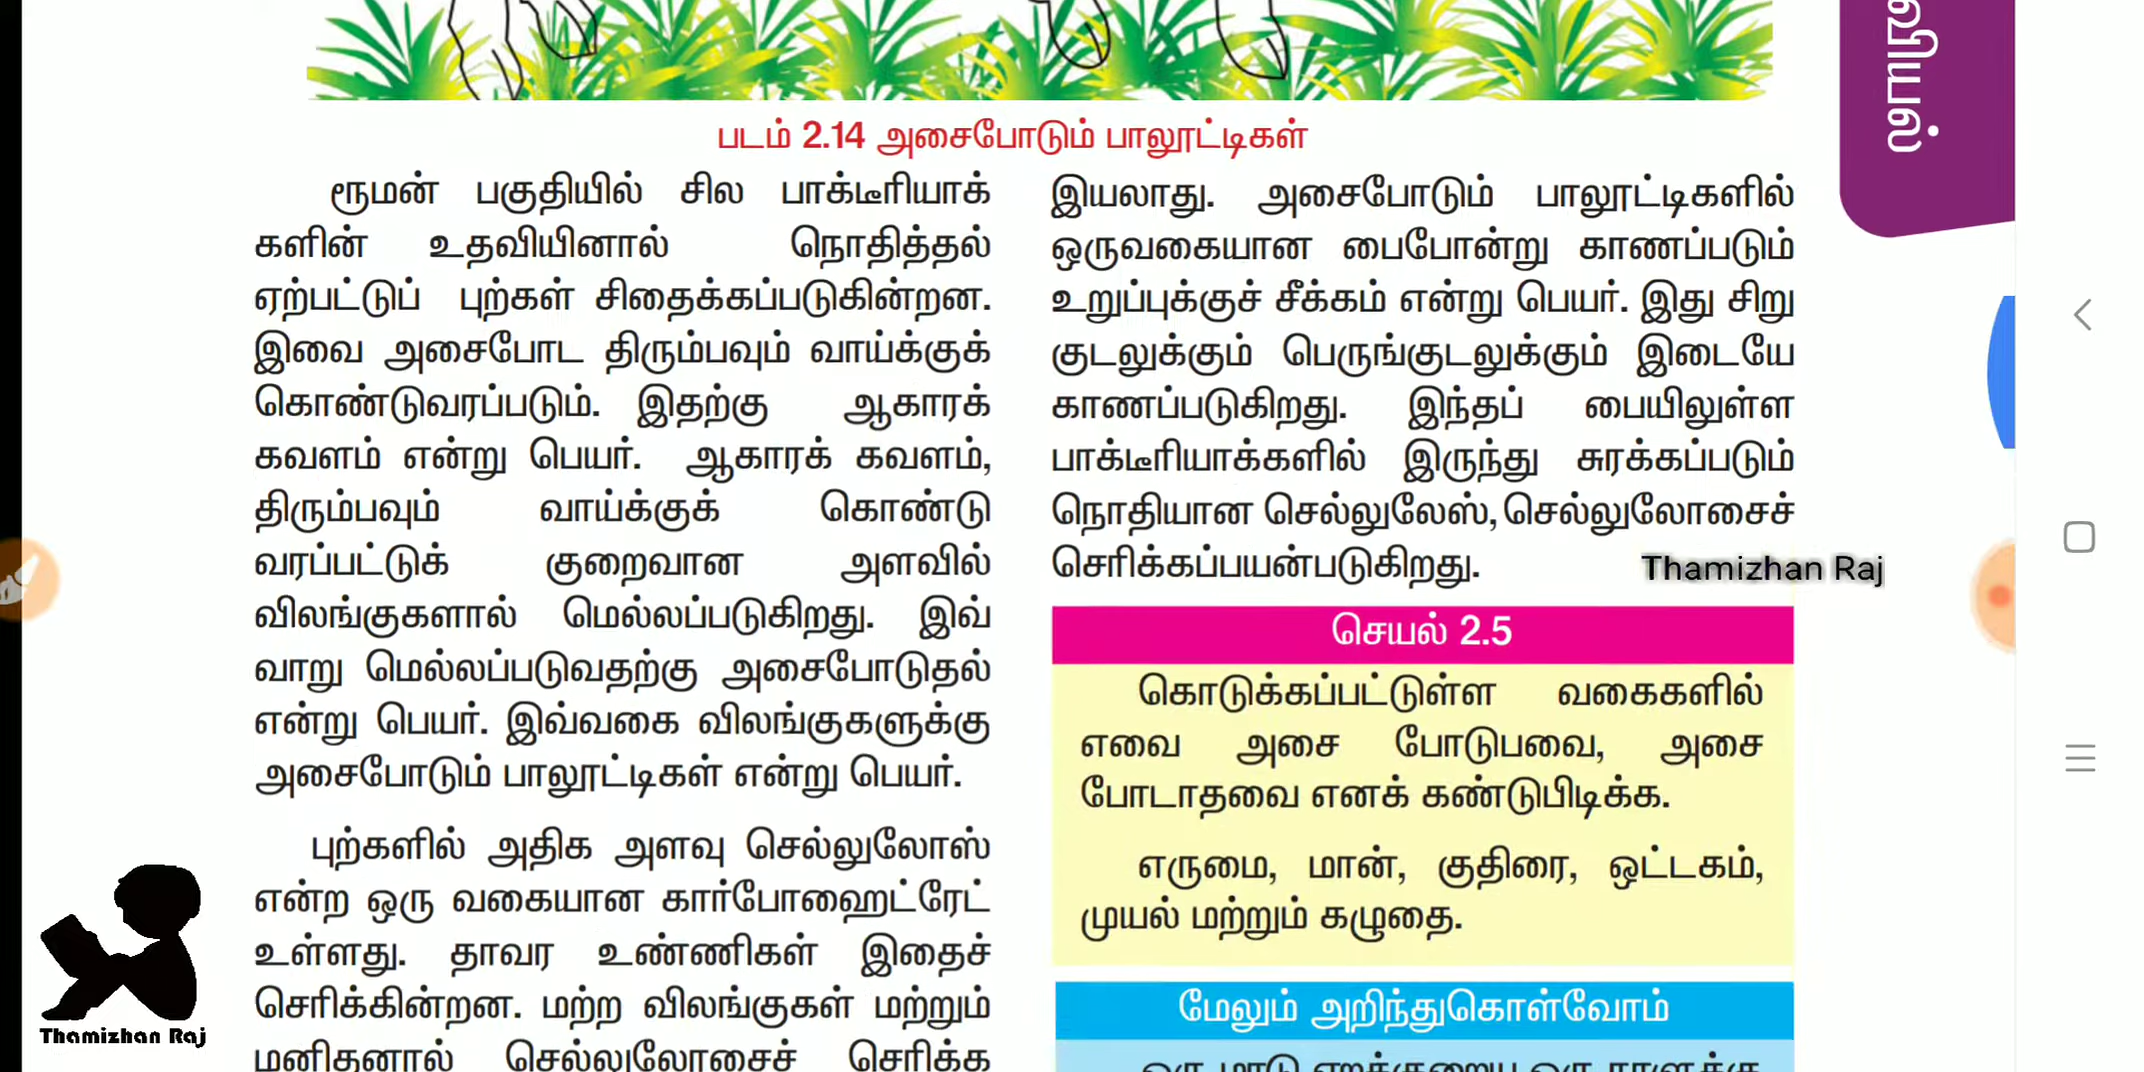 வியல்
படம் 2.14 அசைபோடும் பாலூட்டிகள்
ரூமன் பகுதியில் சில பாக்டீரியாக்
களின் உதவியினால் நொதித்தல்
ஏற்பட்டுப் புற்கள் சிதைக்கப்படுகின்றன.
இவை அசைபோட திரும்பவும் வாய்க்குக்
கொண்டுவரப்படும். இதற்கு ஆகாரக்
கவளம் என்று பெயர். ஆகாரக் கவளம்,
திரும்பவும் வாய்க்குக் கொண்டு
வரப்பட்டுக் குறைவான அளவில்
விலங்குகளால் மெல்லப்படுகிறது. இவ்
வாறு மெல்லப்படுவதற்கு அசைபோடுதல்
என்று பெயர். இவ்வகை விலங்குகளுக்கு
அசைபோடும் பாலூட்டிகள் என்று பெயர்.
புற்களில் அதிக அளவு செல்லுலோஸ்
என்ற ஒரு வகையான கார்போஹைட்ரேட்
உள்ளது. தாவர உண்ணிகள் இதைச்
செரிக்கின்றன. மற்ற விலங்குகள் மற்றும்
மனிதனால் செல்லுலோசைச் செரிக்க
இயலாது. அசைபோடும் பாலூட்டிகளில்
ஒருவகையான பைபோன்று காணப்படும்
உறுப்புக்குச் சீக்கம் என்று பெயர். இது சிறு
குடலுக்கும் பெருங்குடலுக்கும் இடையே
காணப்படுகிறது. இந்தப் பையிலுள்ள
பாக்டீரியாக்களில் இருந்து சுரக்கப்படும்
நொதியான செல்லுலேஸ், செல்லுலோசைச்
செரிக்கப்பயன்படுகிறது.
Thamizhan Raj
செயல் 2.5
கொடுக்கப்பட்டுள்ள வகைகளில்
எவை அசை போடுபவை, அசை
போடாதவை எனக் கண்டுபிடிக்க.
எருமை, மான், குதிரை, ஒட்டகம்,
முயல் மற்றும் கழுதை.
மேலும் அறிந்துகொள்வோம்
ஒரு மாடு ஏறக்குறைய ஒரு நாளுக்கு
Thamizhan Raj